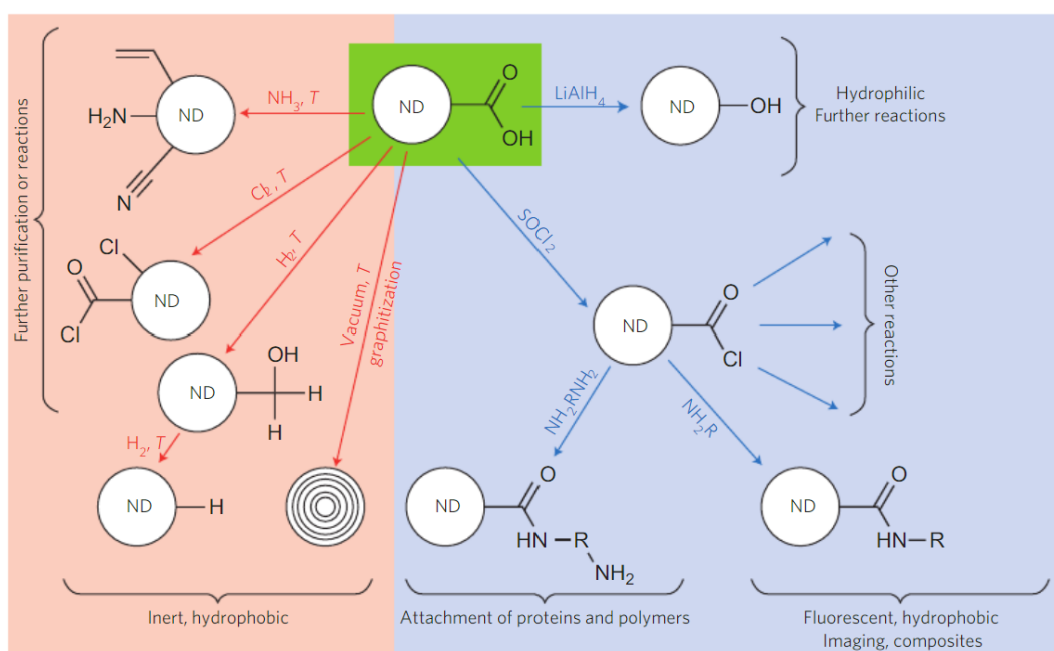 Further purification or reactions
H₂N
ND
N
NH₃, T
ND
O
OH
LiAlH₄
ND
OH
Hydrophilic
Further reactions
Cl₂, T
H₂, T
Vacuum, T
graphitization
SOCl₂
O
Cl
Cl
ND
ND
O
Cl
Other
reactions
ND
OH
H
H
H₂, T
NH₂RNH₂
NH₂R
ND
H
ND
O
HN
R
NH₂
ND
O
HN
R
Inert, hydrophobic
Attachment of proteins and polymers
Fluorescent, hydrophobic
Imaging, composites